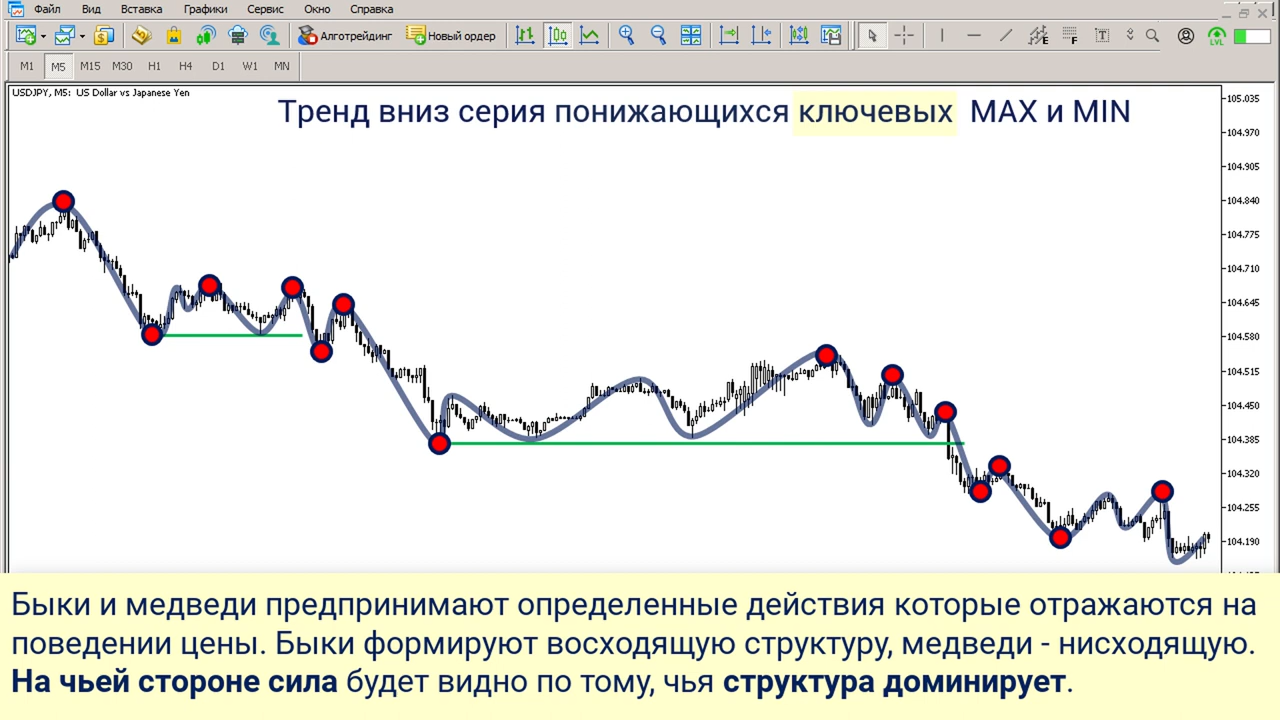 Файл Вид Вставка Графики Сервис Окно Справка
Алготрейдинг Новый ордер E F T LVL
M1 M5 M15 M30 H1 H4 D1 W1 MN
USDJPY, M5: US Dollar vs Japanese Yen
Тренд вниз серия понижающихся ключевых MAX и MIN
105.035
104.970
104.905
104.840
104.775
104.710
104.645
104.580
104.515
104.450
104.385
104.320
104.255
104.190
Быки и медведи предпринимают определенные действия которые отражаются на
поведении цены. Быки формируют восходящую структуру, медведи - нисходящую.
На чьей стороне сила будет видно по тому, чья структура доминирует.